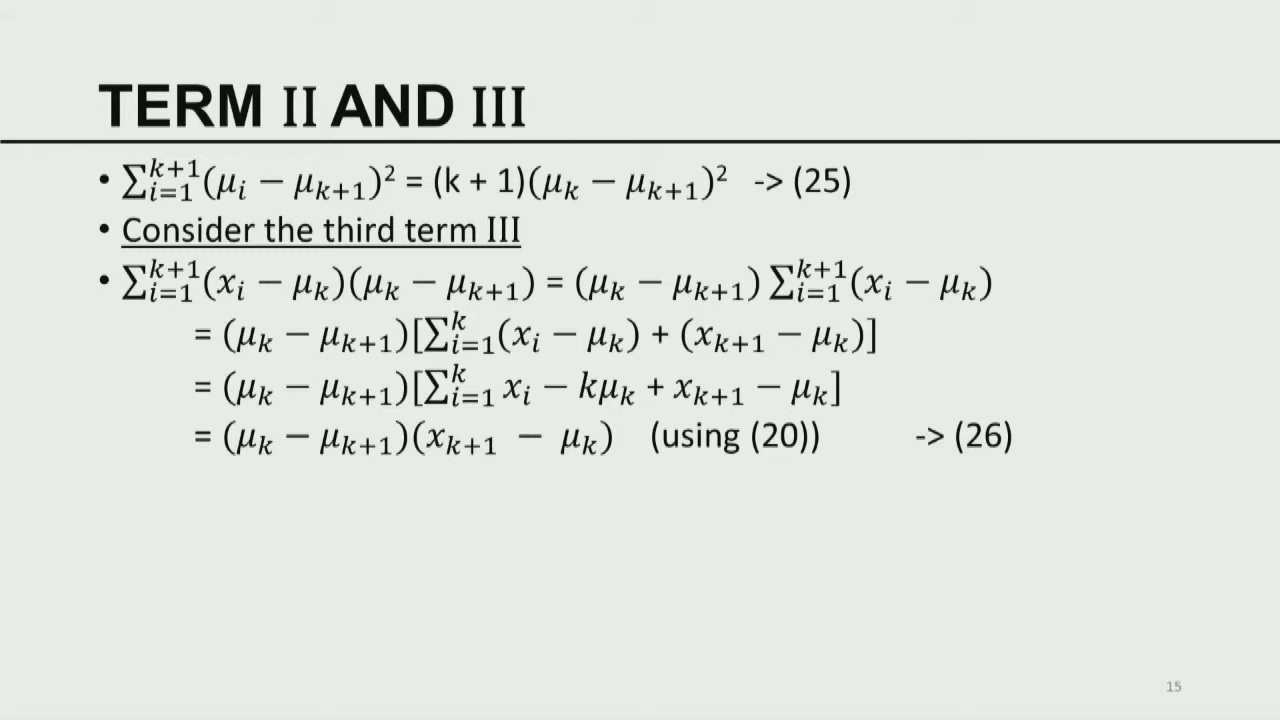 TERM II AND III
• ∑_{i=1}^{k+1}(μ_i − μ_{k+1})² = (k + 1)(μ_k − μ_{k+1})² -> (25)
• Consider the third term III
• ∑_{i=1}^{k+1}(x_i − μ_k)(μ_k − μ_{k+1}) = (μ_k − μ_{k+1}) ∑_{i=1}^{k+1}(x_i − μ_k)
= (μ_k − μ_{k+1})[∑_{i=1}^{k}(x_i − μ_k) + (x_{k+1} − μ_k)]
= (μ_k − μ_{k+1})[∑_{i=1}^{k} x_i − kμ_k + x_{k+1} − μ_k]
= (μ_k − μ_{k+1})(x_{k+1} − μ_k) (using (20)) -> (26)
15